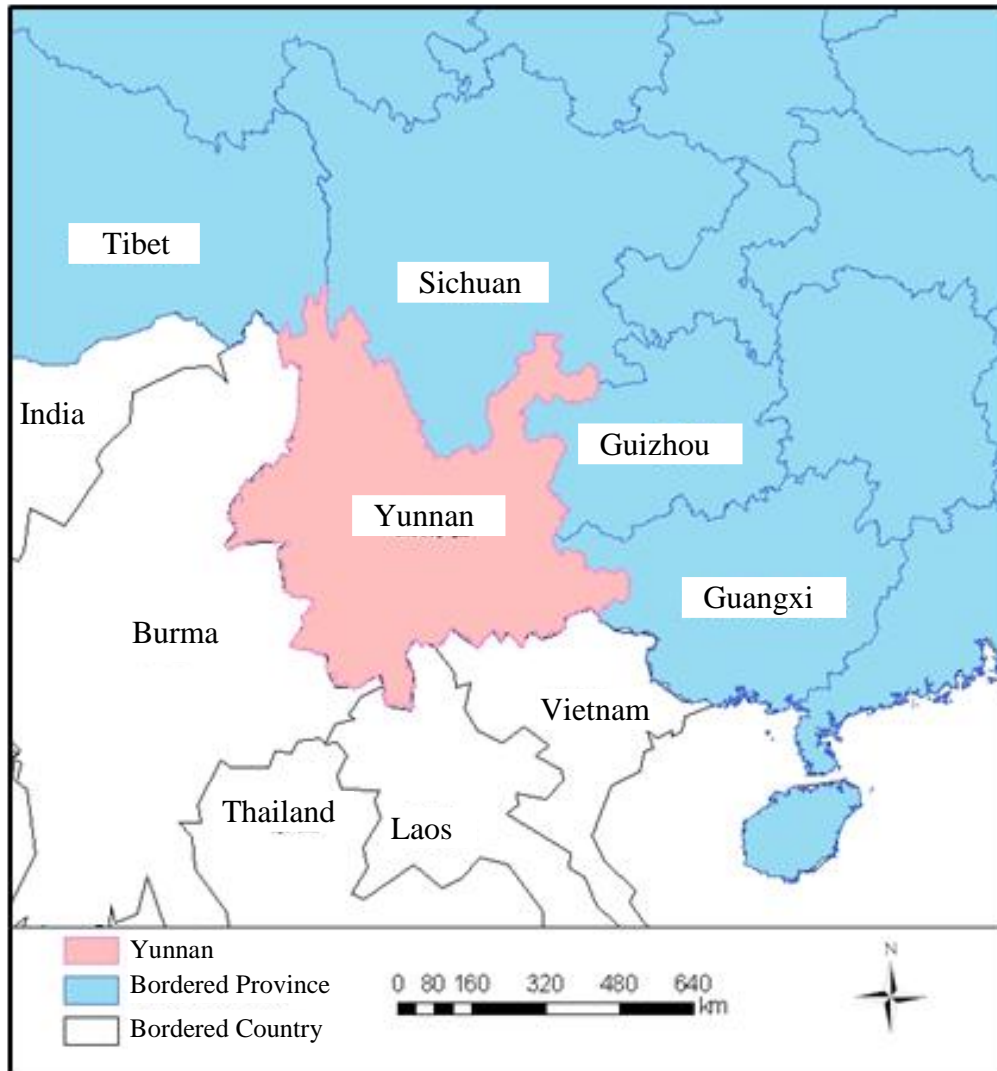 Tibet
Sichuan
India
Guizhou
Yunnan
Guangxi
Burma
Vietnam
Thailand
Laos
Yunnan
Bordered Province
Bordered Country
0 80 160 320 480 640
km
N